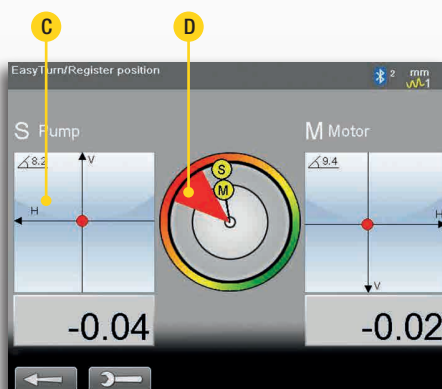 C D
EasyTurn/Register position 2 mm
1
S Pump M Motor
8.2 V S 9.4
H M H
V
-0.04 -0.02